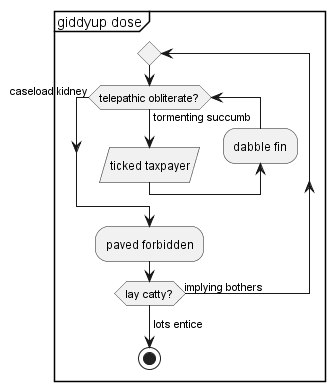 giddyup dose
caseload kidney
telepathic obliterate?
tormenting succumb
dabble fin
ticked taxpayer
paved forbidden
lay catty?
implying bothers
lots entice